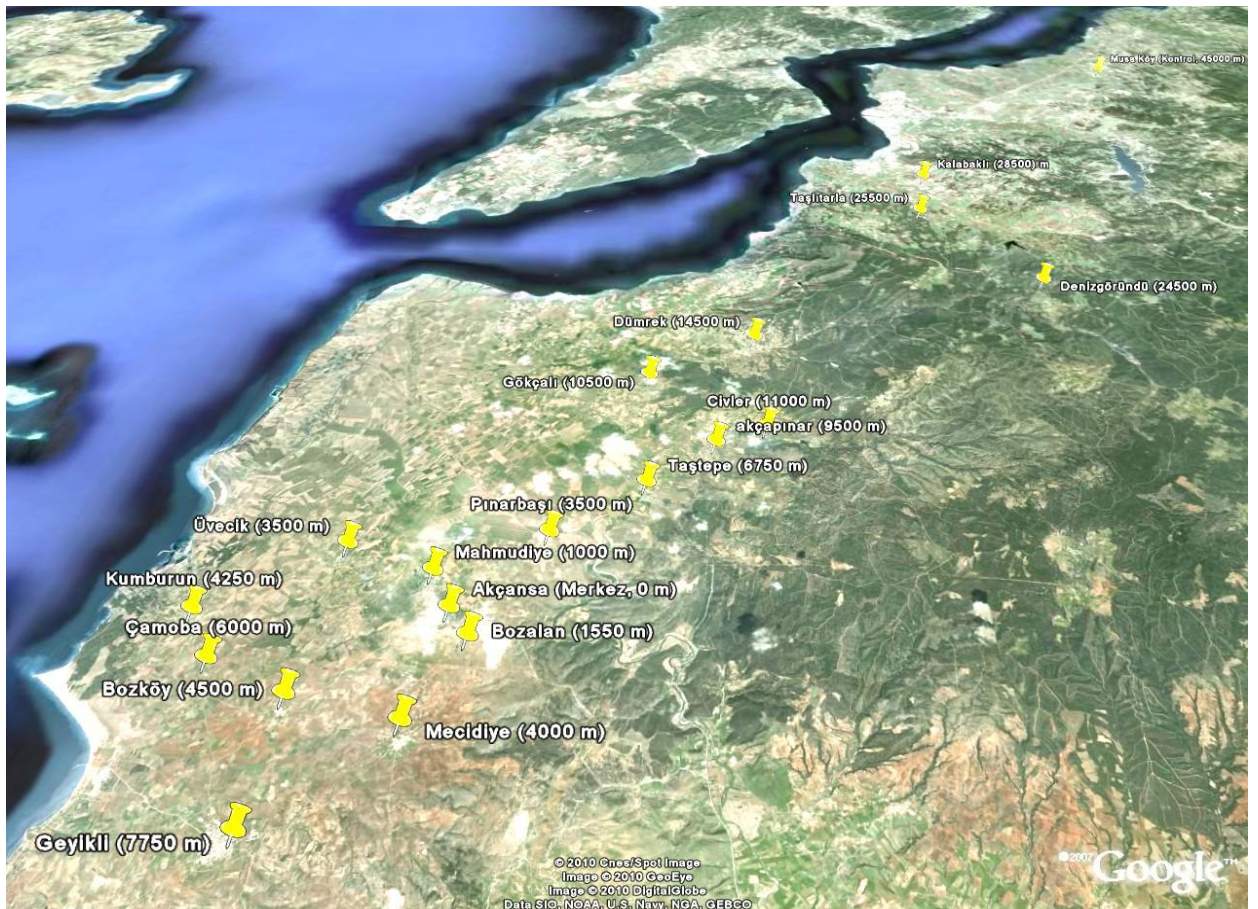 Musa Köy (Kontrol, 45000 m)
Kalabaklı (28500) m
Taşlıtarla (25500 m)
Denizgöründü (24500 m)
Dümrek (14500 m)
Gökçalı (10500 m)
Civler (11000 m)
akçapınar (9500 m)
Taştepe (6750 m)
Pınarbaşı (3500 m)
Üvecik (3500 m)
Mahmudiye (1000 m)
Kumburun (4250 m)
Akçansa (Merkez, 0 m)
Çamoba (6000 m)
Bozalan (1550 m)
Bozköy (4500 m)
Mecidiye (4000 m)
Geyikli (7750 m)
© 2010 Cnes/Spot Image
Image © 2010 GeoEye
Image © 2010 DigitalGlobe
Data SIO, NOAA, U.S. Navy, NGA, GEBCO
©2007 Google™